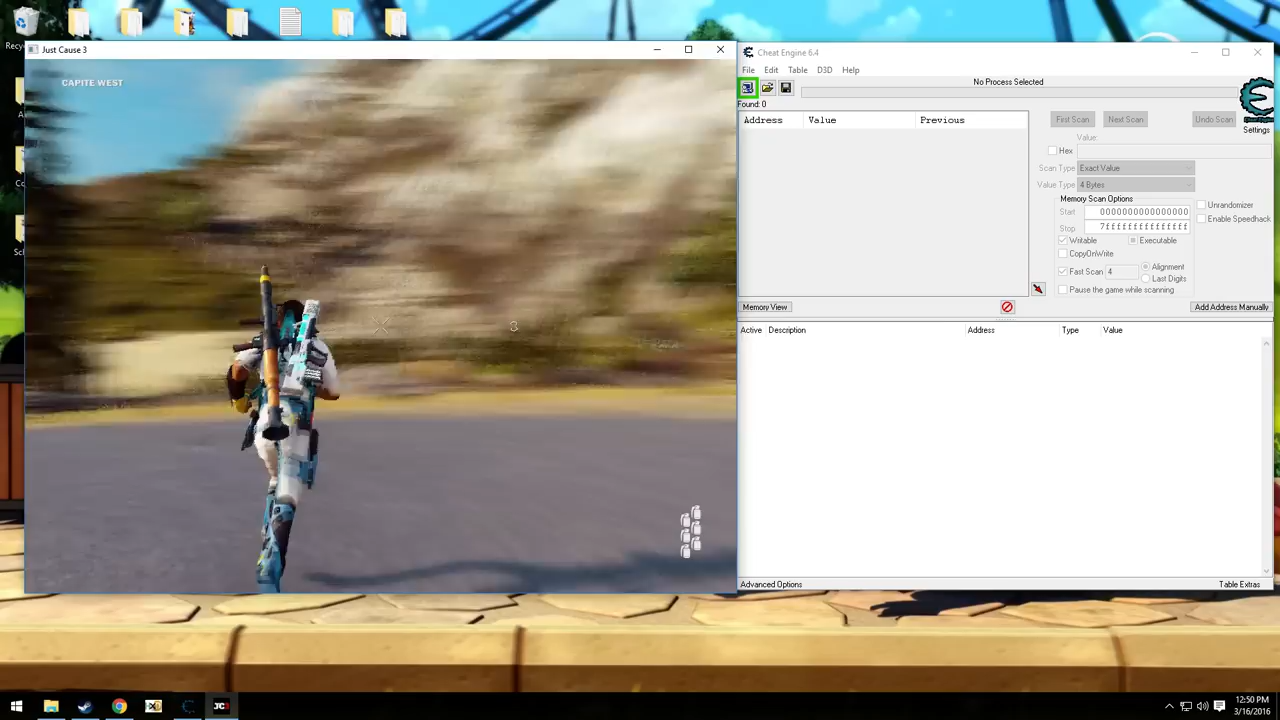 Recyc
Just Cause 3
CAPITE WEST
3
Cheat Engine 6.4
File Edit Table D3D Help
No Process Selected
Found: 0
Address Value Previous
First Scan Next Scan Undo Scan
Settings
Value:
Hex
Scan Type Exact Value
Value Type 4 Bytes
Memory Scan Options
Start 0000000000000000
Stop 7fffffffffffffff
Unrandomizer
Enable Speedhack
Writable Executable
CopyOnWrite
Fast Scan 4 Alignment
Last Digits
Pause the game while scanning
Memory View Add Address Manually
Active Description Address Type Value
Advanced Options Table Extras
JC3
12:50 PM
3/16/2016